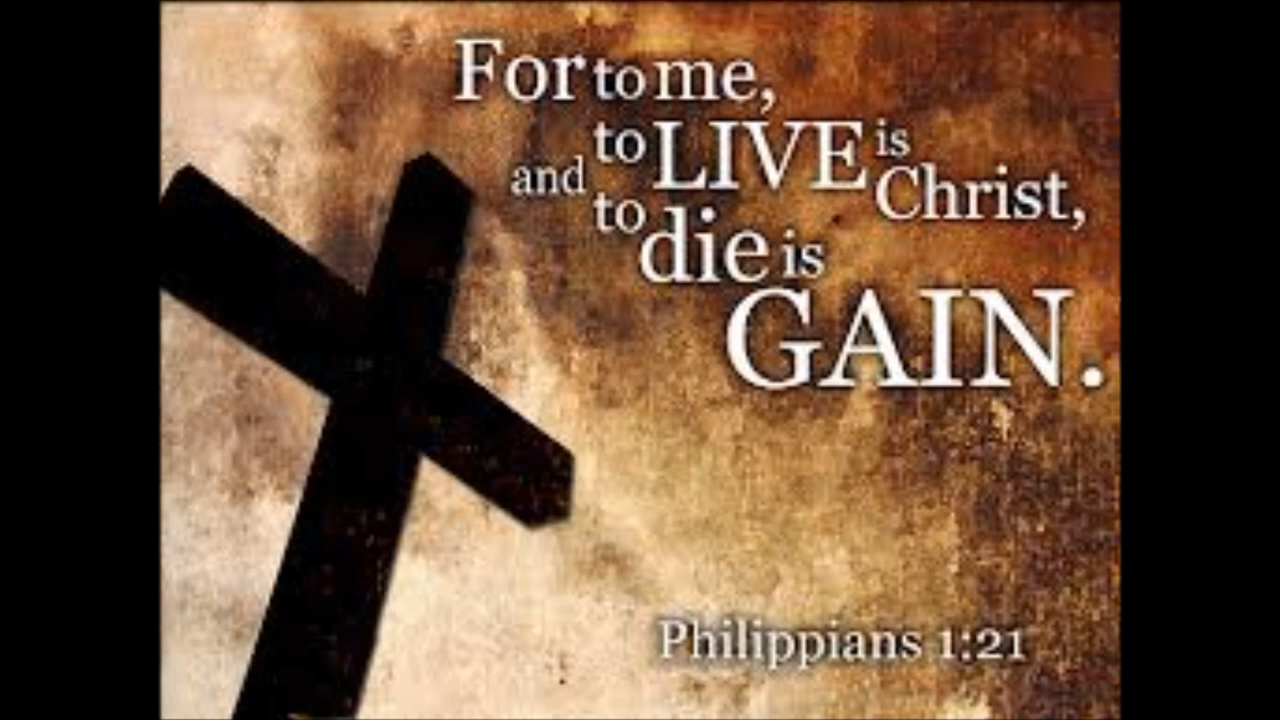 For to me,
to LIVE is Christ,
and to die is
GAIN.
Philippians 1:21